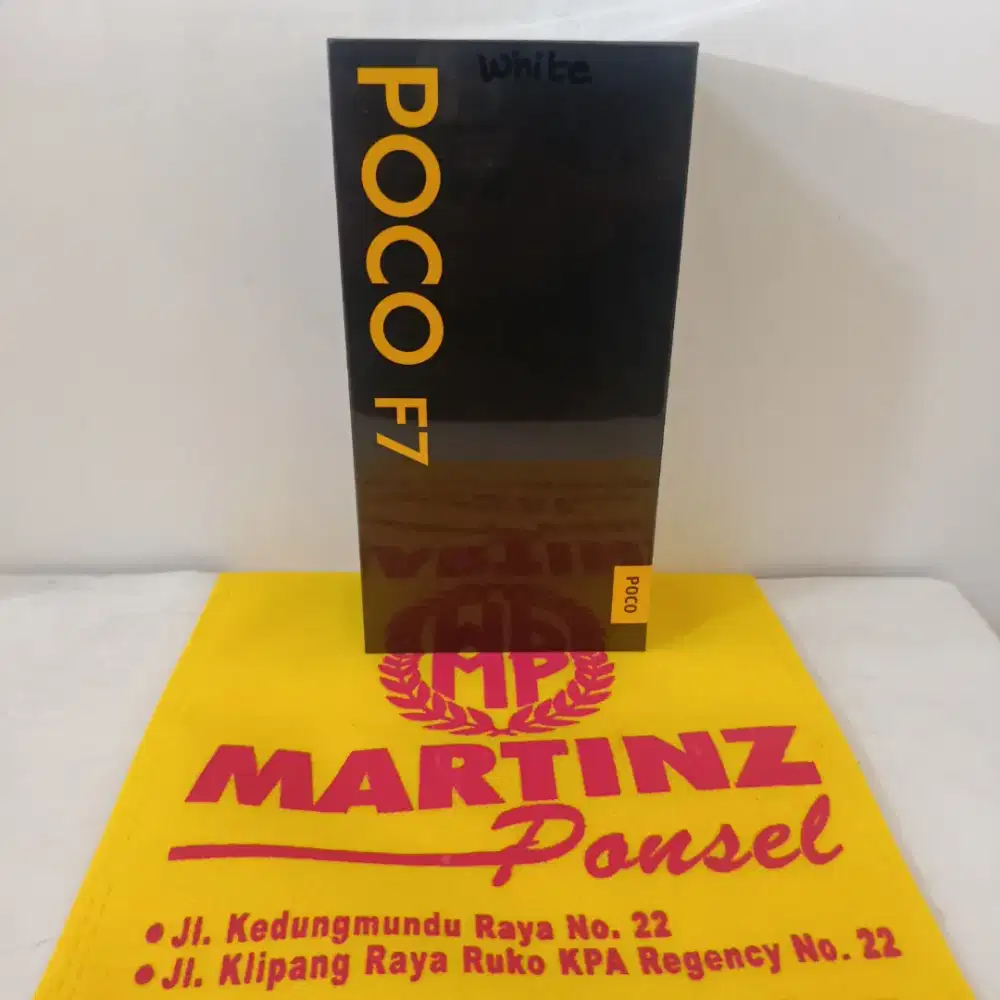 White
POCO F7
POCO
MP
MARTINZ
Ponsel
• Jl. Kedungmundu Raya No. 22
• Jl. Klipang Raya Ruko KPA Regency No. 22